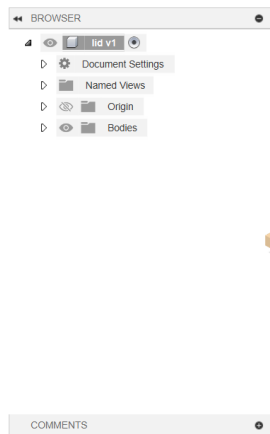 BROWSER
lid v1
Document Settings
Named Views
Origin
Bodies
COMMENTS